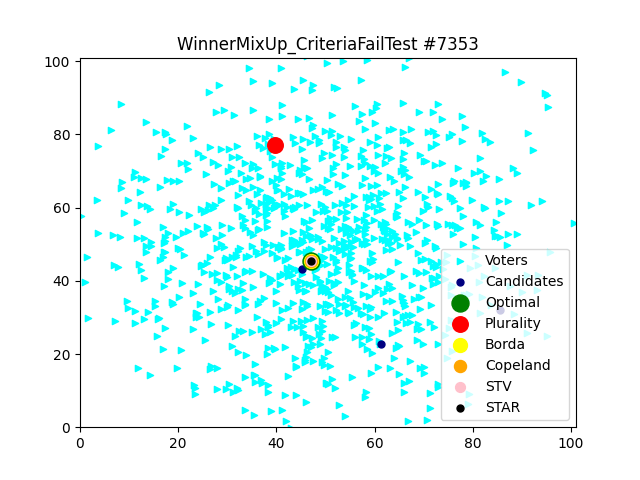 WinnerMixUp_CriteriaFailTest #7353
100
80
60
40
20
0
0 20 40 60 80 100
Voters
Candidates
Optimal
Plurality
Borda
Copeland
STV
STAR